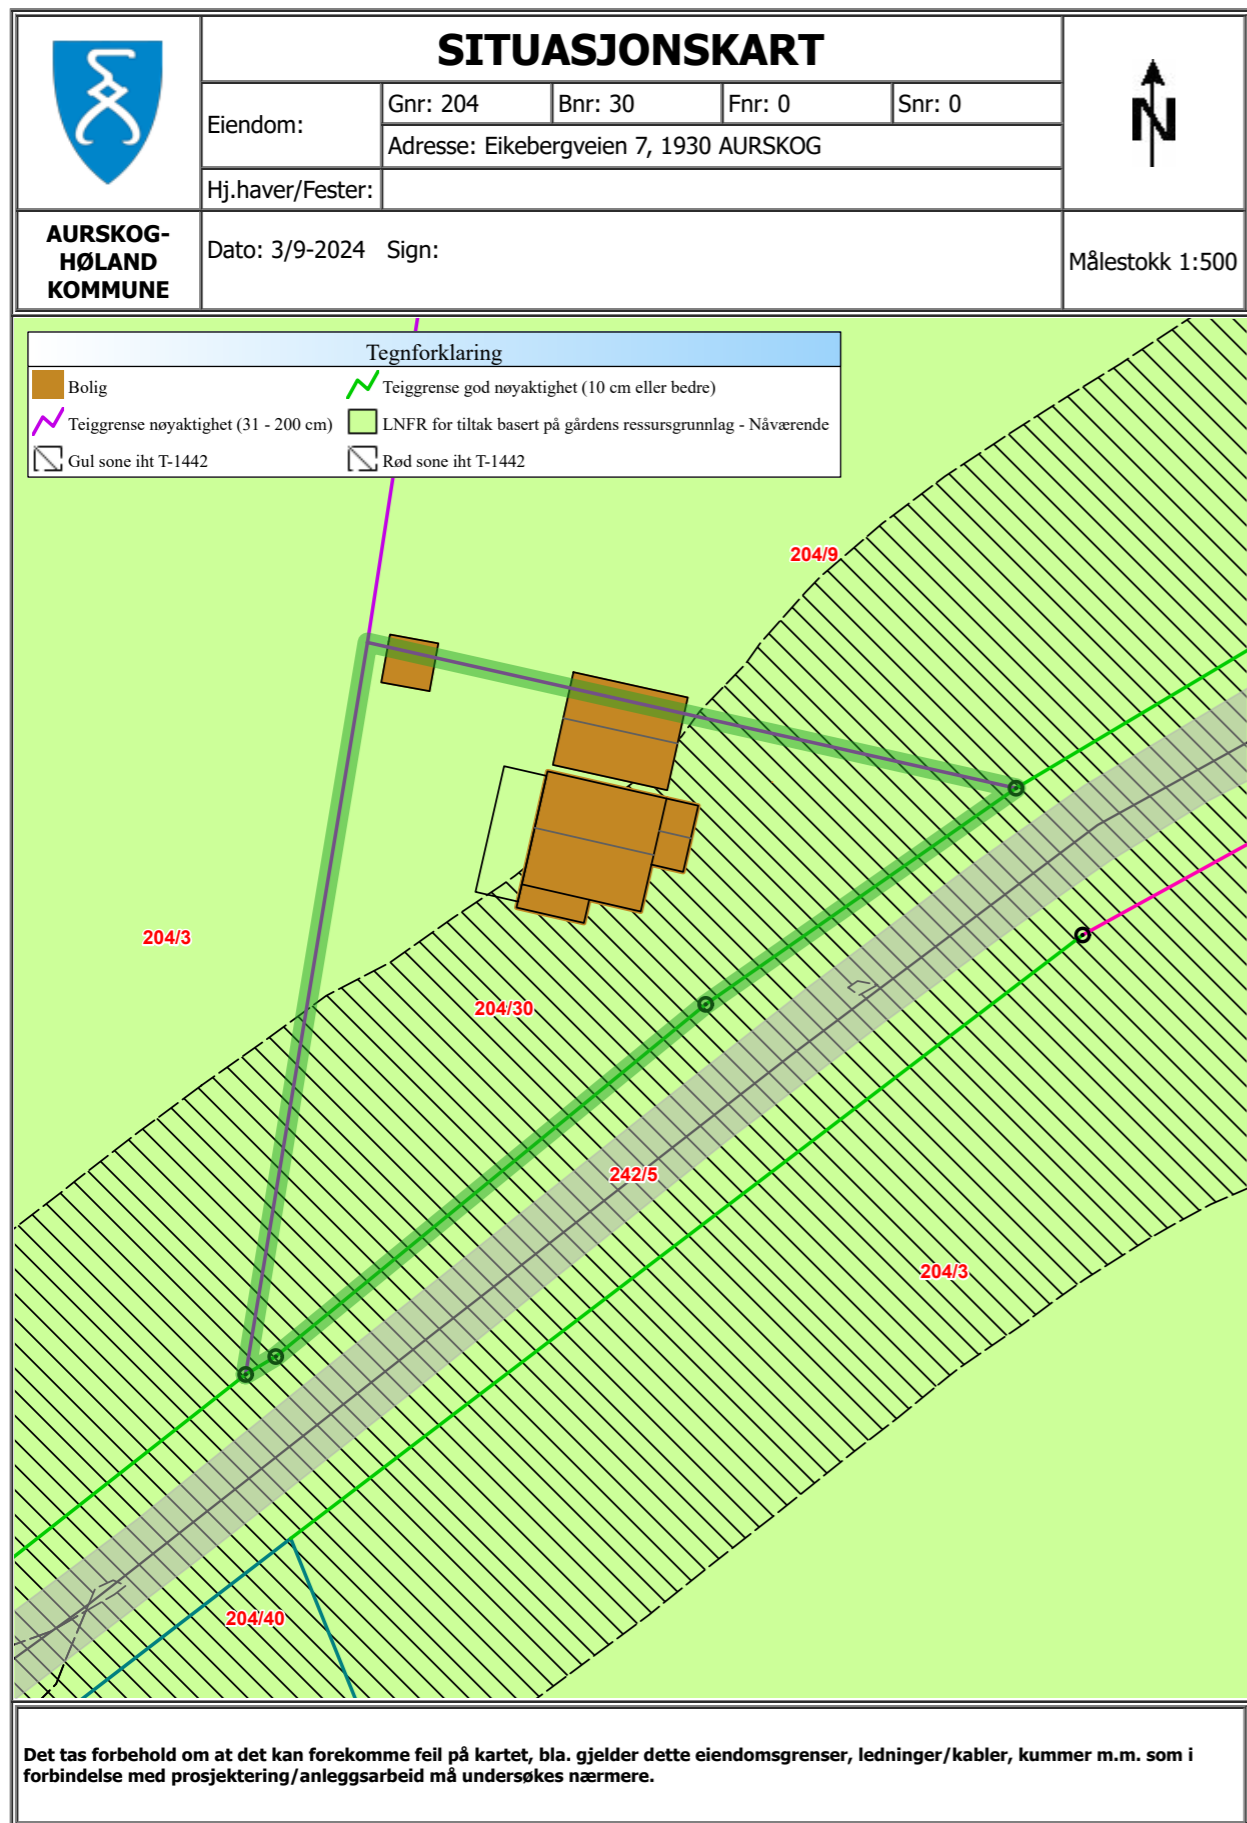 SITUASJONSKART
Eiendom:
Gnr: 204
Bnr: 30
Fnr: 0
Snr: 0
Adresse: Eikebergveien 7, 1930 AURSKOG
Hj.haver/Fester:
N
AURSKOG-
HØLAND
KOMMUNE
Dato: 3/9-2024 Sign:
Målestokk 1:500
Tegnforklaring
Bolig
Teiggrense god nøyaktighet (10 cm eller bedre)
Teiggrense nøyaktighet (31 - 200 cm)
LNFR for tiltak basert på gårdens ressursgrunnlag - Nåværende
Gul sone iht T-1442
Rød sone iht T-1442
204/9
204/3
204/30
242/5
204/3
204/40
Det tas forbehold om at det kan forekomme feil på kartet, bla. gjelder dette eiendomsgrenser, ledninger/kabler, kummer m.m. som i
forbindelse med prosjektering/anleggsarbeid må undersøkes nærmere.